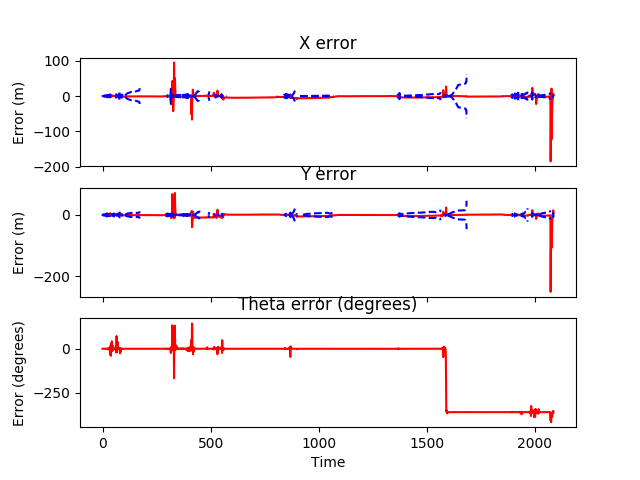 X error
Error (m)
100
0
−100
−200
Y error
Error (m)
0
−200
Theta error (degrees)
Error (degrees)
0
−250
0
500
1000
1500
2000
Time